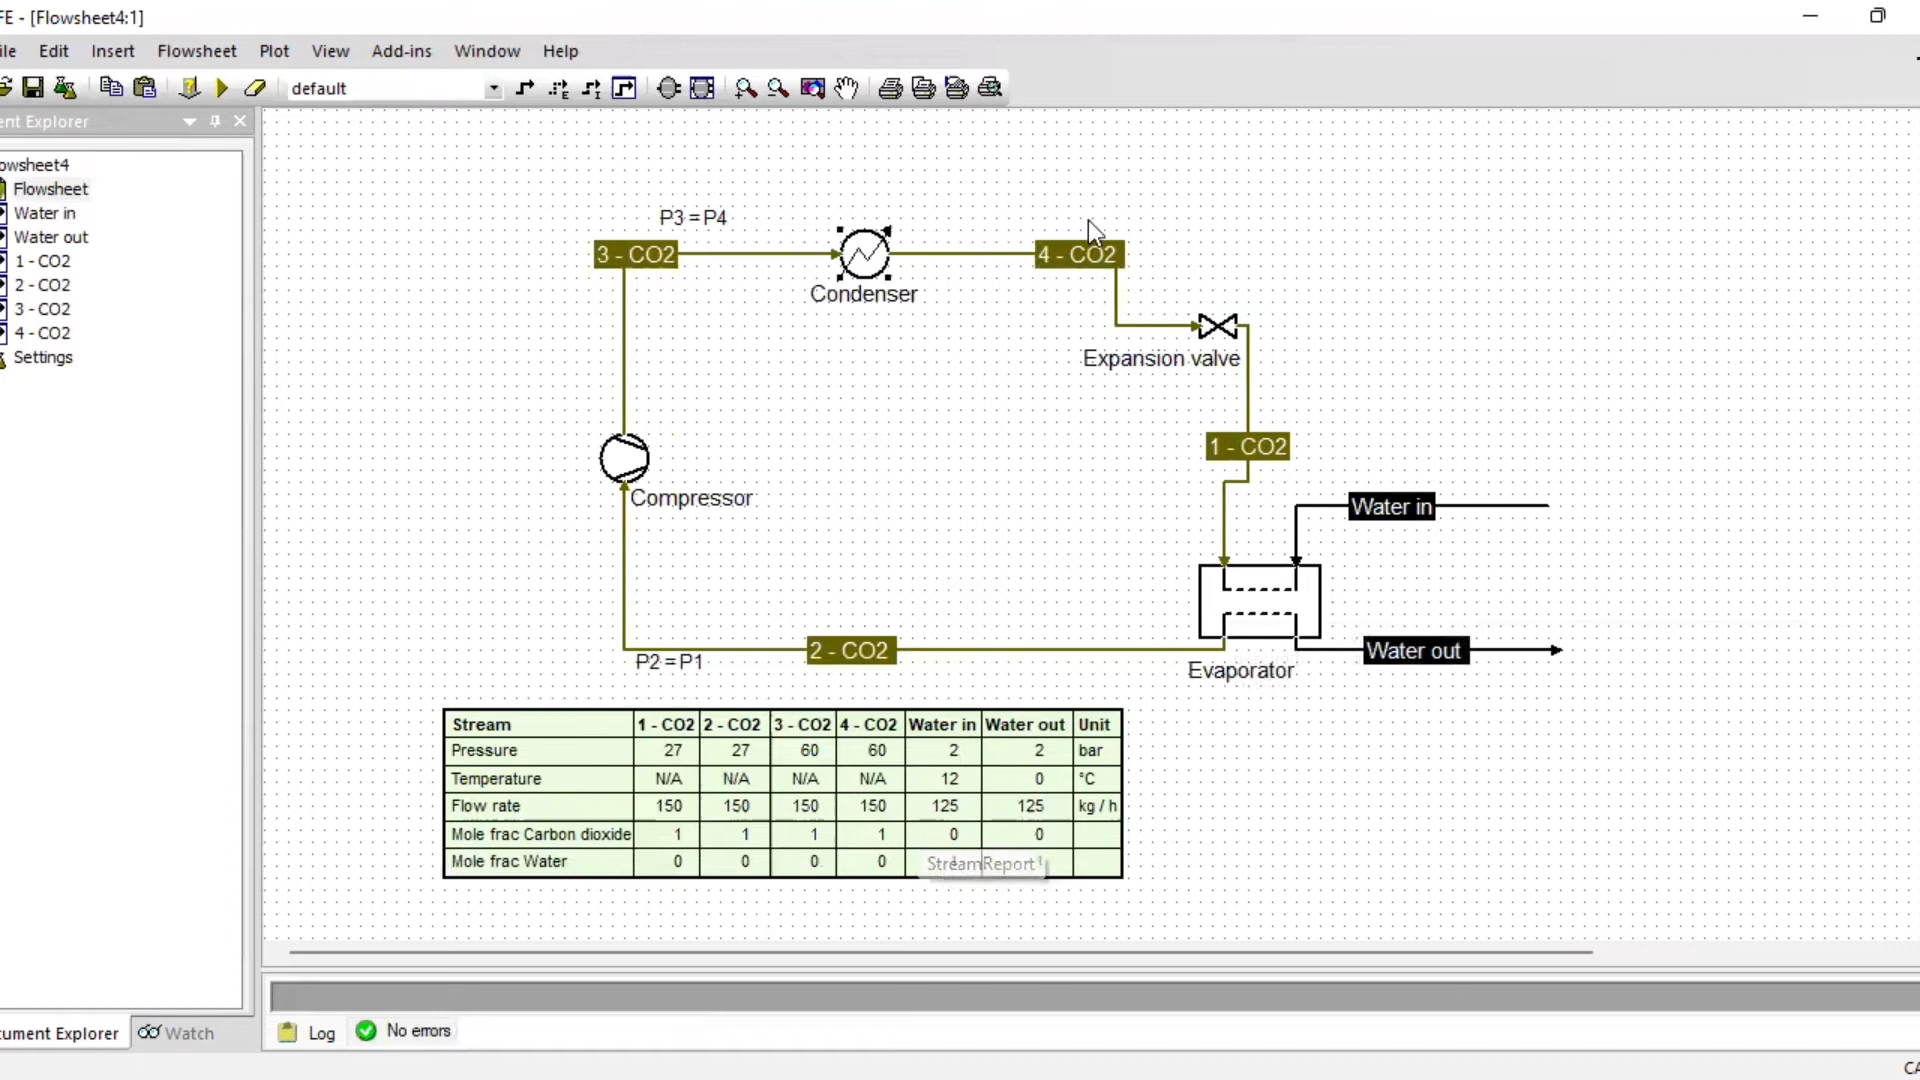 FE - [Flowsheet4:1]
ile Edit Insert Flowsheet Plot View Add-ins Window Help
default
ent Explorer
owsheet4
Flowsheet
Water in
Water out
1 - CO2
2 - CO2
3 - CO2
4 - CO2
Settings
P3 = P4
3 - CO2
4 - CO2
Condenser
Expansion valve
1 - CO2
Compressor
Water in
2 - CO2
Water out
P2 = P1
Evaporator
Stream 1 - CO2 2 - CO2 3 - CO2 4 - CO2 Water in Water out Unit
Pressure 27 27 60 60 2 2 bar
Temperature N/A N/A N/A N/A 12 0 °C
Flow rate 150 150 150 150 125 125 kg / h
Mole frac Carbon dioxide 1 1 1 1 0 0
Mole frac Water 0 0 0 0
StreamReport
cument Explorer Watch
Log No errors
CA